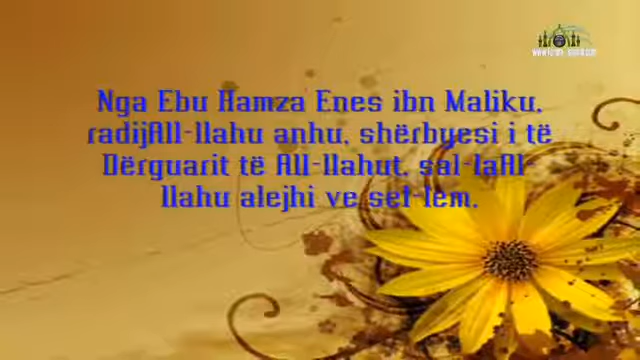 Nga Ebu Hamza Enes ibn Maliku,
radijAll-llahu anhu, shërbyesi i të
Dërguarit të All-llahut, sal-laAl-
llahu alejhi ve sel-lem.